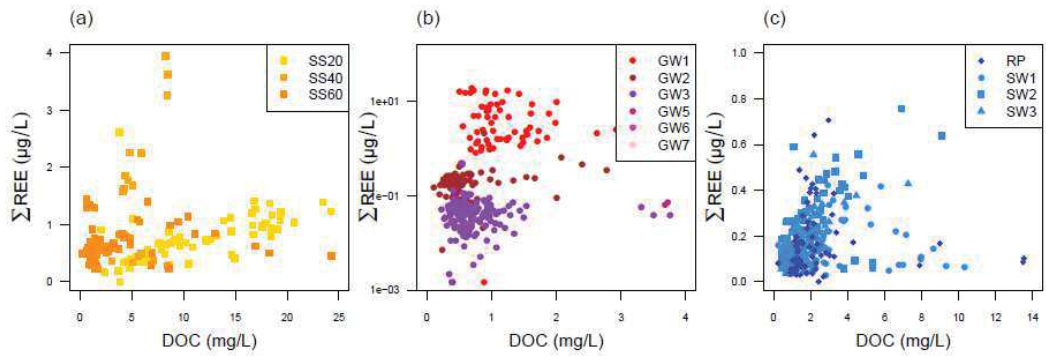 (a)
(b)
(c)
∑REE (µg/L)
4
3
2
1
0
SS20
SS40
SS60
0
5
10
15
20
25
DOC (mg/L)
∑REE (µg/L)
1e+01
1e−01
1e−03
GW1
GW2
GW3
GW5
GW6
GW7
0
1
2
3
4
DOC (mg/L)
∑REE (µg/L)
1.0
0.8
0.6
0.4
0.2
0.0
RP
SW1
SW2
SW3
0
2
4
6
8
10
12
14
DOC (mg/L)